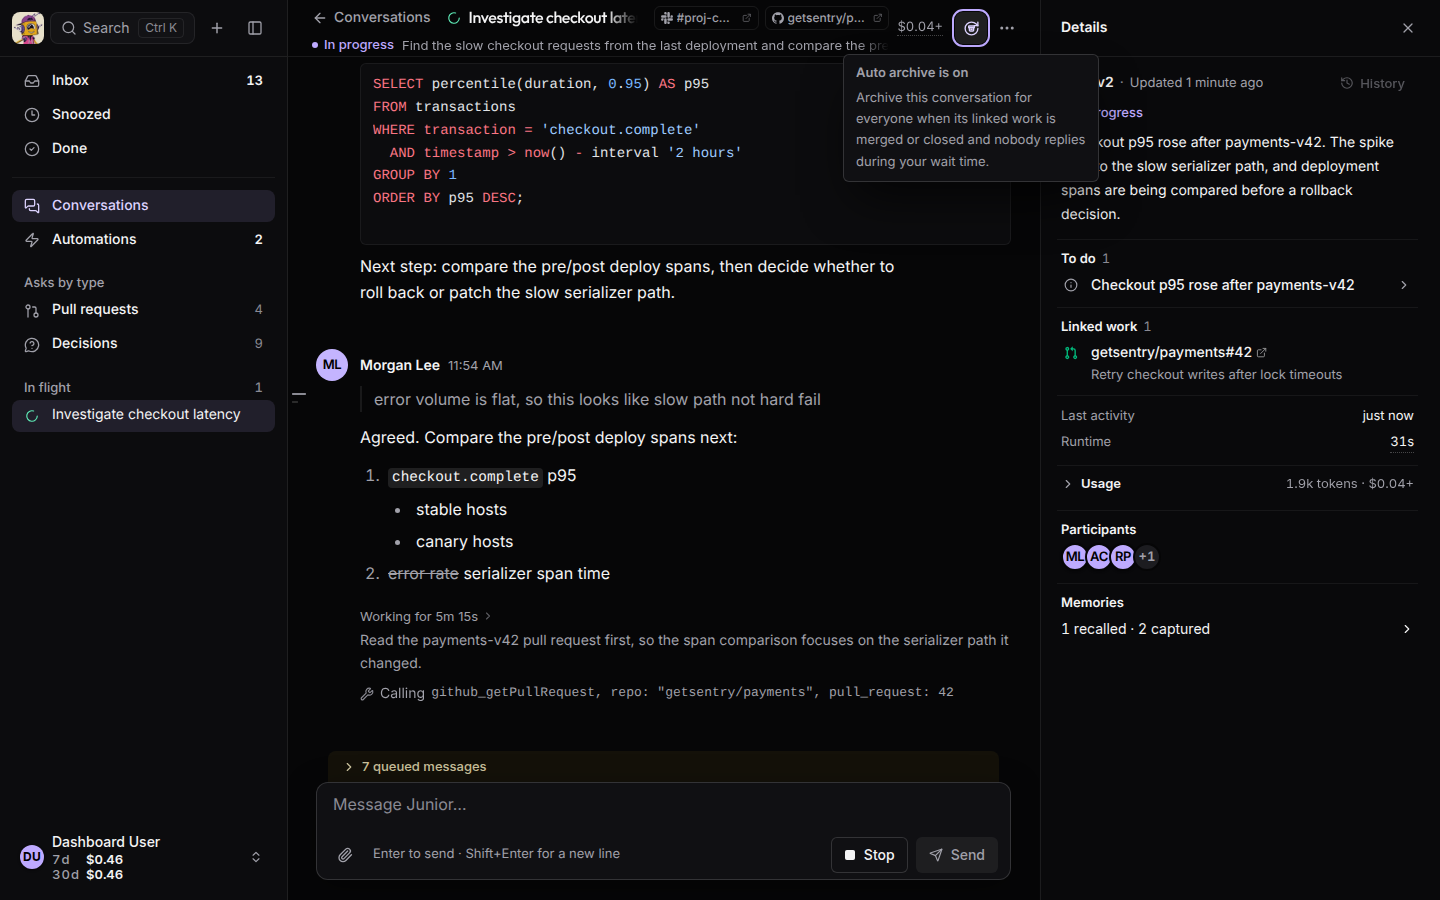 Search Ctrl K
Inbox 13
Snoozed
Done
Conversations
Automations 2
Asks by type
Pull requests 4
Decisions 9
In flight 1
Investigate checkout latency
DU
Dashboard User
7d $0.46
30d $0.46
Conversations
Investigate checkout late
#proj-c...
getsentry/p...
$0.04+
In progress Find the slow checkout requests from the last deployment and compare the pre
Auto archive is on
Archive this conversation for
everyone when its linked work is
merged or closed and nobody replies
during your wait time.
SELECT percentile(duration, 0.95) AS p95
FROM transactions
WHERE transaction = 'checkout.complete'
AND timestamp > now() - interval '2 hours'
GROUP BY 1
ORDER BY p95 DESC;
Next step: compare the pre/post deploy spans, then decide whether to
roll back or patch the slow serializer path.
ML
Morgan Lee 11:54 AM
error volume is flat, so this looks like slow path not hard fail
Agreed. Compare the pre/post deploy spans next:
1. checkout.complete p95
• stable hosts
• canary hosts
2. error rate serializer span time
Working for 5m 15s
Read the payments-v42 pull request first, so the span comparison focuses on the serializer path it
changed.
Calling github_getPullRequest, repo: "getsentry/payments", pull_request: 42
7 queued messages
Message Junior...
Enter to send · Shift+Enter for a new line
Stop
Send
Details
v2 · Updated 1 minute ago
History
rogress
kout p95 rose after payments-v42. The spike
o the slow serializer path, and deployment
spans are being compared before a rollback
decision.
To do 1
Checkout p95 rose after payments-v42
Linked work 1
getsentry/payments#42
Retry checkout writes after lock timeouts
Last activity just now
Runtime 31s
Usage 1.9k tokens · $0.04+
Participants
ML AC RP +1
Memories
1 recalled · 2 captured